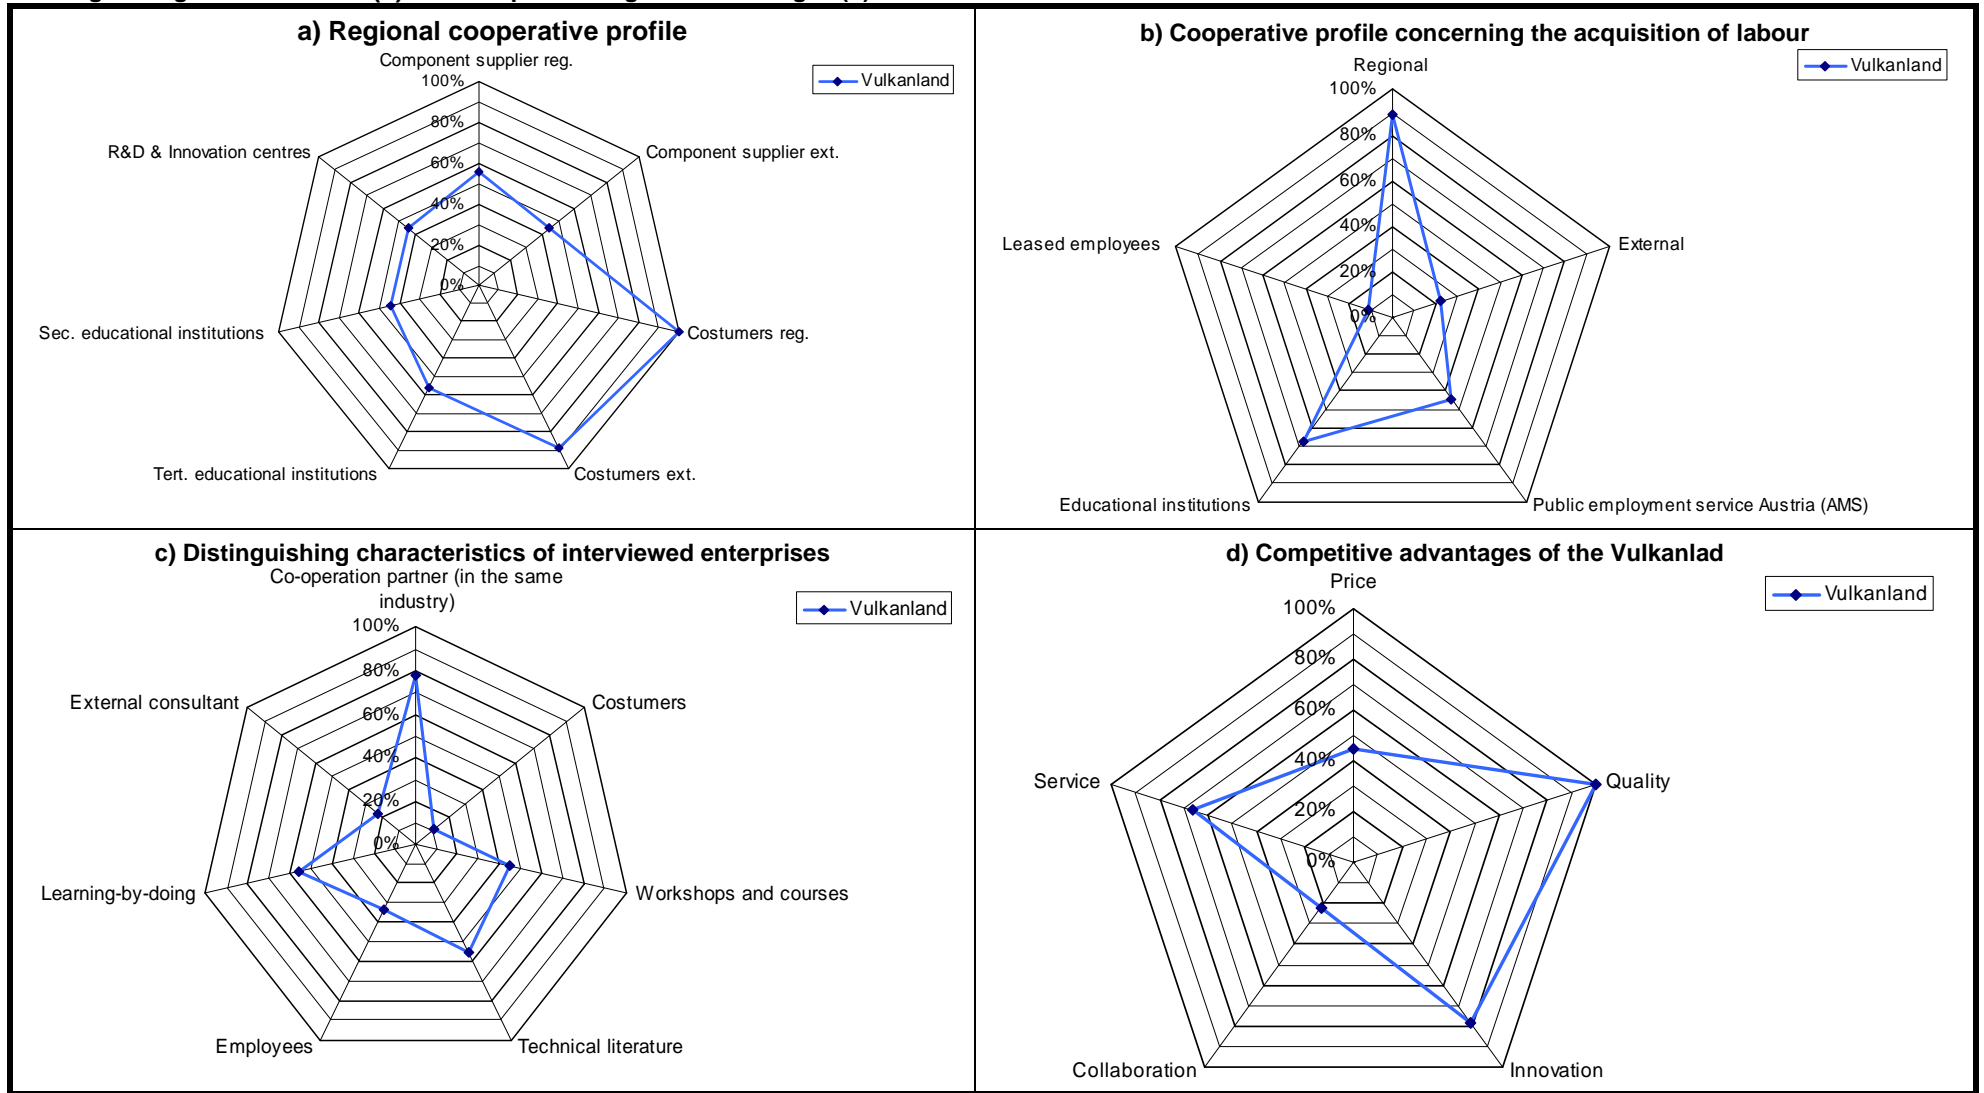 a) Regional cooperative profile
Component supplier reg.
Vulkanland
100%
80%
60%
40%
20%
0%
R&D & Innovation centres
Component supplier ext.
Sec. educational institutions
Costumers reg.
Tert. educational institutions
Costumers ext.
b) Cooperative profile concerning the acquisition of labour
Regional
Vulkanland
100%
80%
60%
40%
20%
0%
Leased employees
External
Educational institutions
Public employment service Austria (AMS)
c) Distinguishing characteristics of interviewed enterprises
Co-operation partner (in the same
industry)
Vulkanland
100%
80%
60%
40%
20%
0%
External consultant
Costumers
Learning-by-doing
Workshops and courses
Employees
Technical literature
d) Competitive advantages of the Vulkanlad
Price
Vulkanland
100%
80%
60%
40%
20%
0%
Service
Quality
Collaboration
Innovation